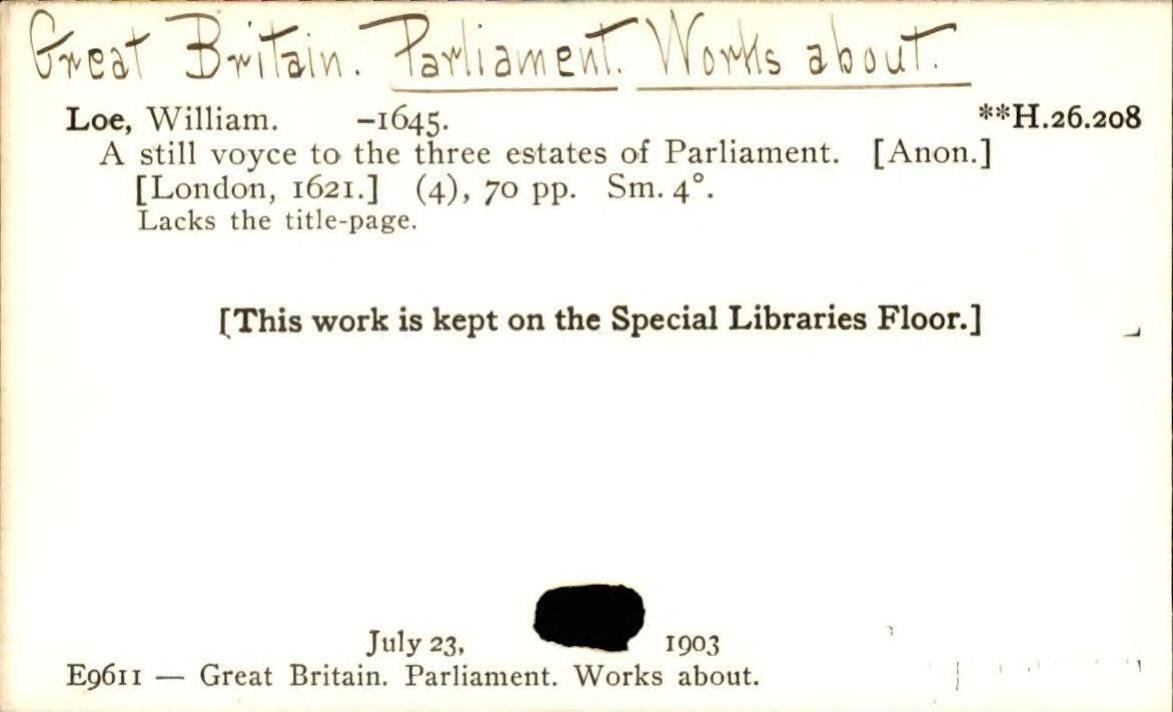 Great Britain. Parliament. Works about.
Loe, William. –1645. **H.26.208
A still voyce to the three estates of Parliament. [Anon.]
[London, 1621.] (4), 70 pp. Sm. 4°.
Lacks the title-page.
[This work is kept on the Special Libraries Floor.]
July 23, 1903
E9611 — Great Britain. Parliament. Works about.